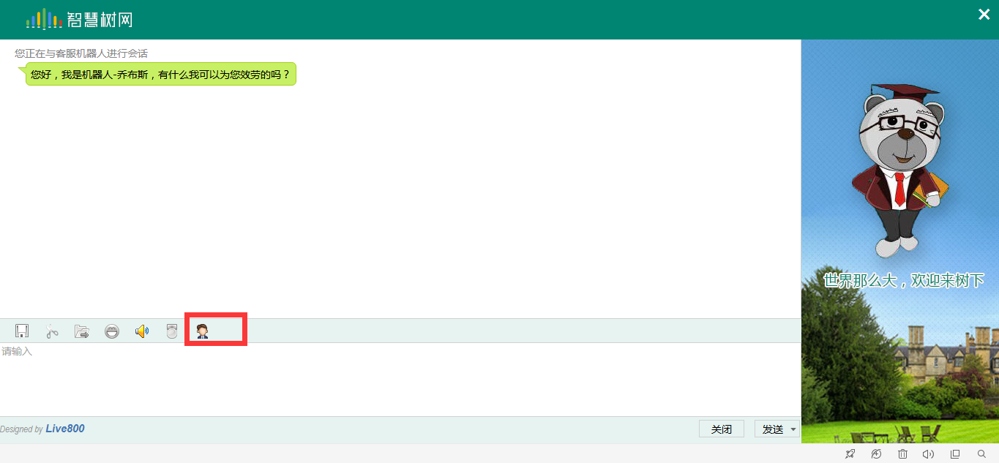 智慧树网
您正在与客服机器人进行会话
您好，我是机器人-乔布斯，有什么我可以为您效劳的吗？
世界那么大，欢迎来树下
请输入
Designed by Live800
关闭
发送